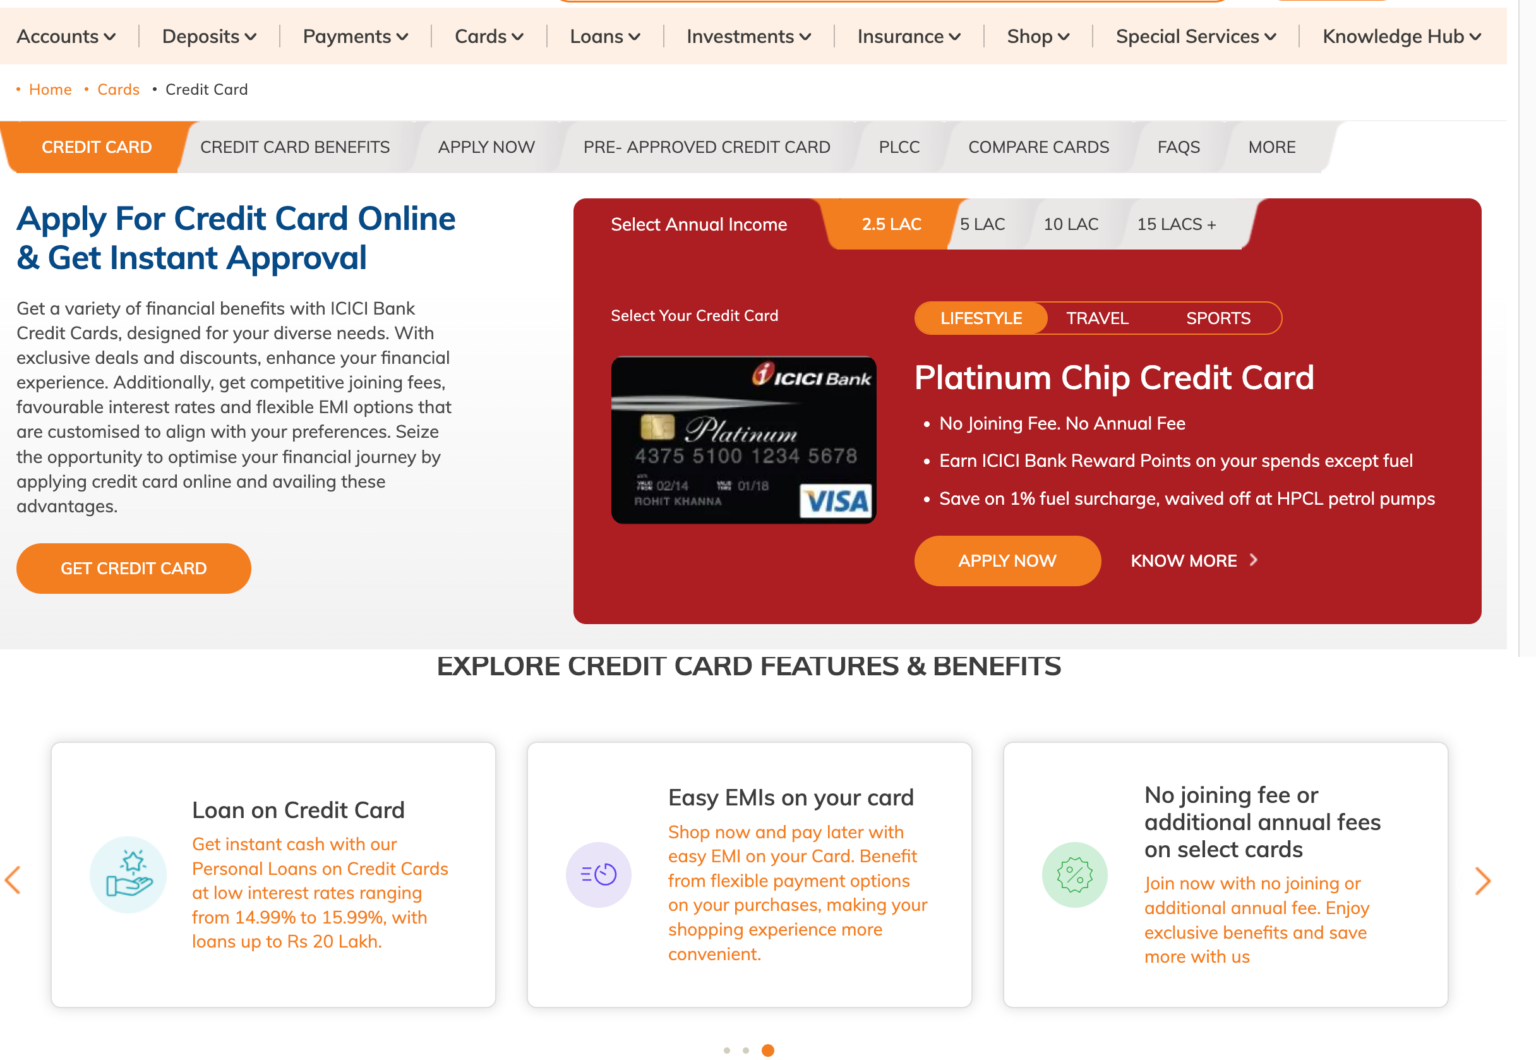 Accounts
Deposits
Payments
Cards
Loans
Investments
Insurance
Shop
Special Services
Knowledge Hub
• Home • Cards • Credit Card
CREDIT CARD
CREDIT CARD BENEFITS
APPLY NOW
PRE- APPROVED CREDIT CARD
PLCC
COMPARE CARDS
FAQS
MORE
Apply For Credit Card Online
& Get Instant Approval
Get a variety of financial benefits with ICICI Bank
Credit Cards, designed for your diverse needs. With
exclusive deals and discounts, enhance your financial
experience. Additionally, get competitive joining fees,
favourable interest rates and flexible EMI options that
are customised to align with your preferences. Seize
the opportunity to optimise your financial journey by
applying credit card online and availing these
advantages.
GET CREDIT CARD
Select Annual Income
2.5 LAC
5 LAC
10 LAC
15 LACS +
Select Your Credit Card
ICICI Bank
Platinum
4375 5100 1234 5678
VALID FROM 02/14 VALID THRU 01/18
ROHIT KHANNA
VISA
LIFESTYLE
TRAVEL
SPORTS
Platinum Chip Credit Card
• No Joining Fee. No Annual Fee
• Earn ICICI Bank Reward Points on your spends except fuel
• Save on 1% fuel surcharge, waived off at HPCL petrol pumps
APPLY NOW
KNOW MORE
EXPLORE CREDIT CARD FEATURES & BENEFITS
Loan on Credit Card
Get instant cash with our
Personal Loans on Credit Cards
at low interest rates ranging
from 14.99% to 15.99%, with
loans up to Rs 20 Lakh.
Easy EMIs on your card
Shop now and pay later with
easy EMI on your Card. Benefit
from flexible payment options
on your purchases, making your
shopping experience more
convenient.
No joining fee or
additional annual fees
on select cards
Join now with no joining or
additional annual fee. Enjoy
exclusive benefits and save
more with us